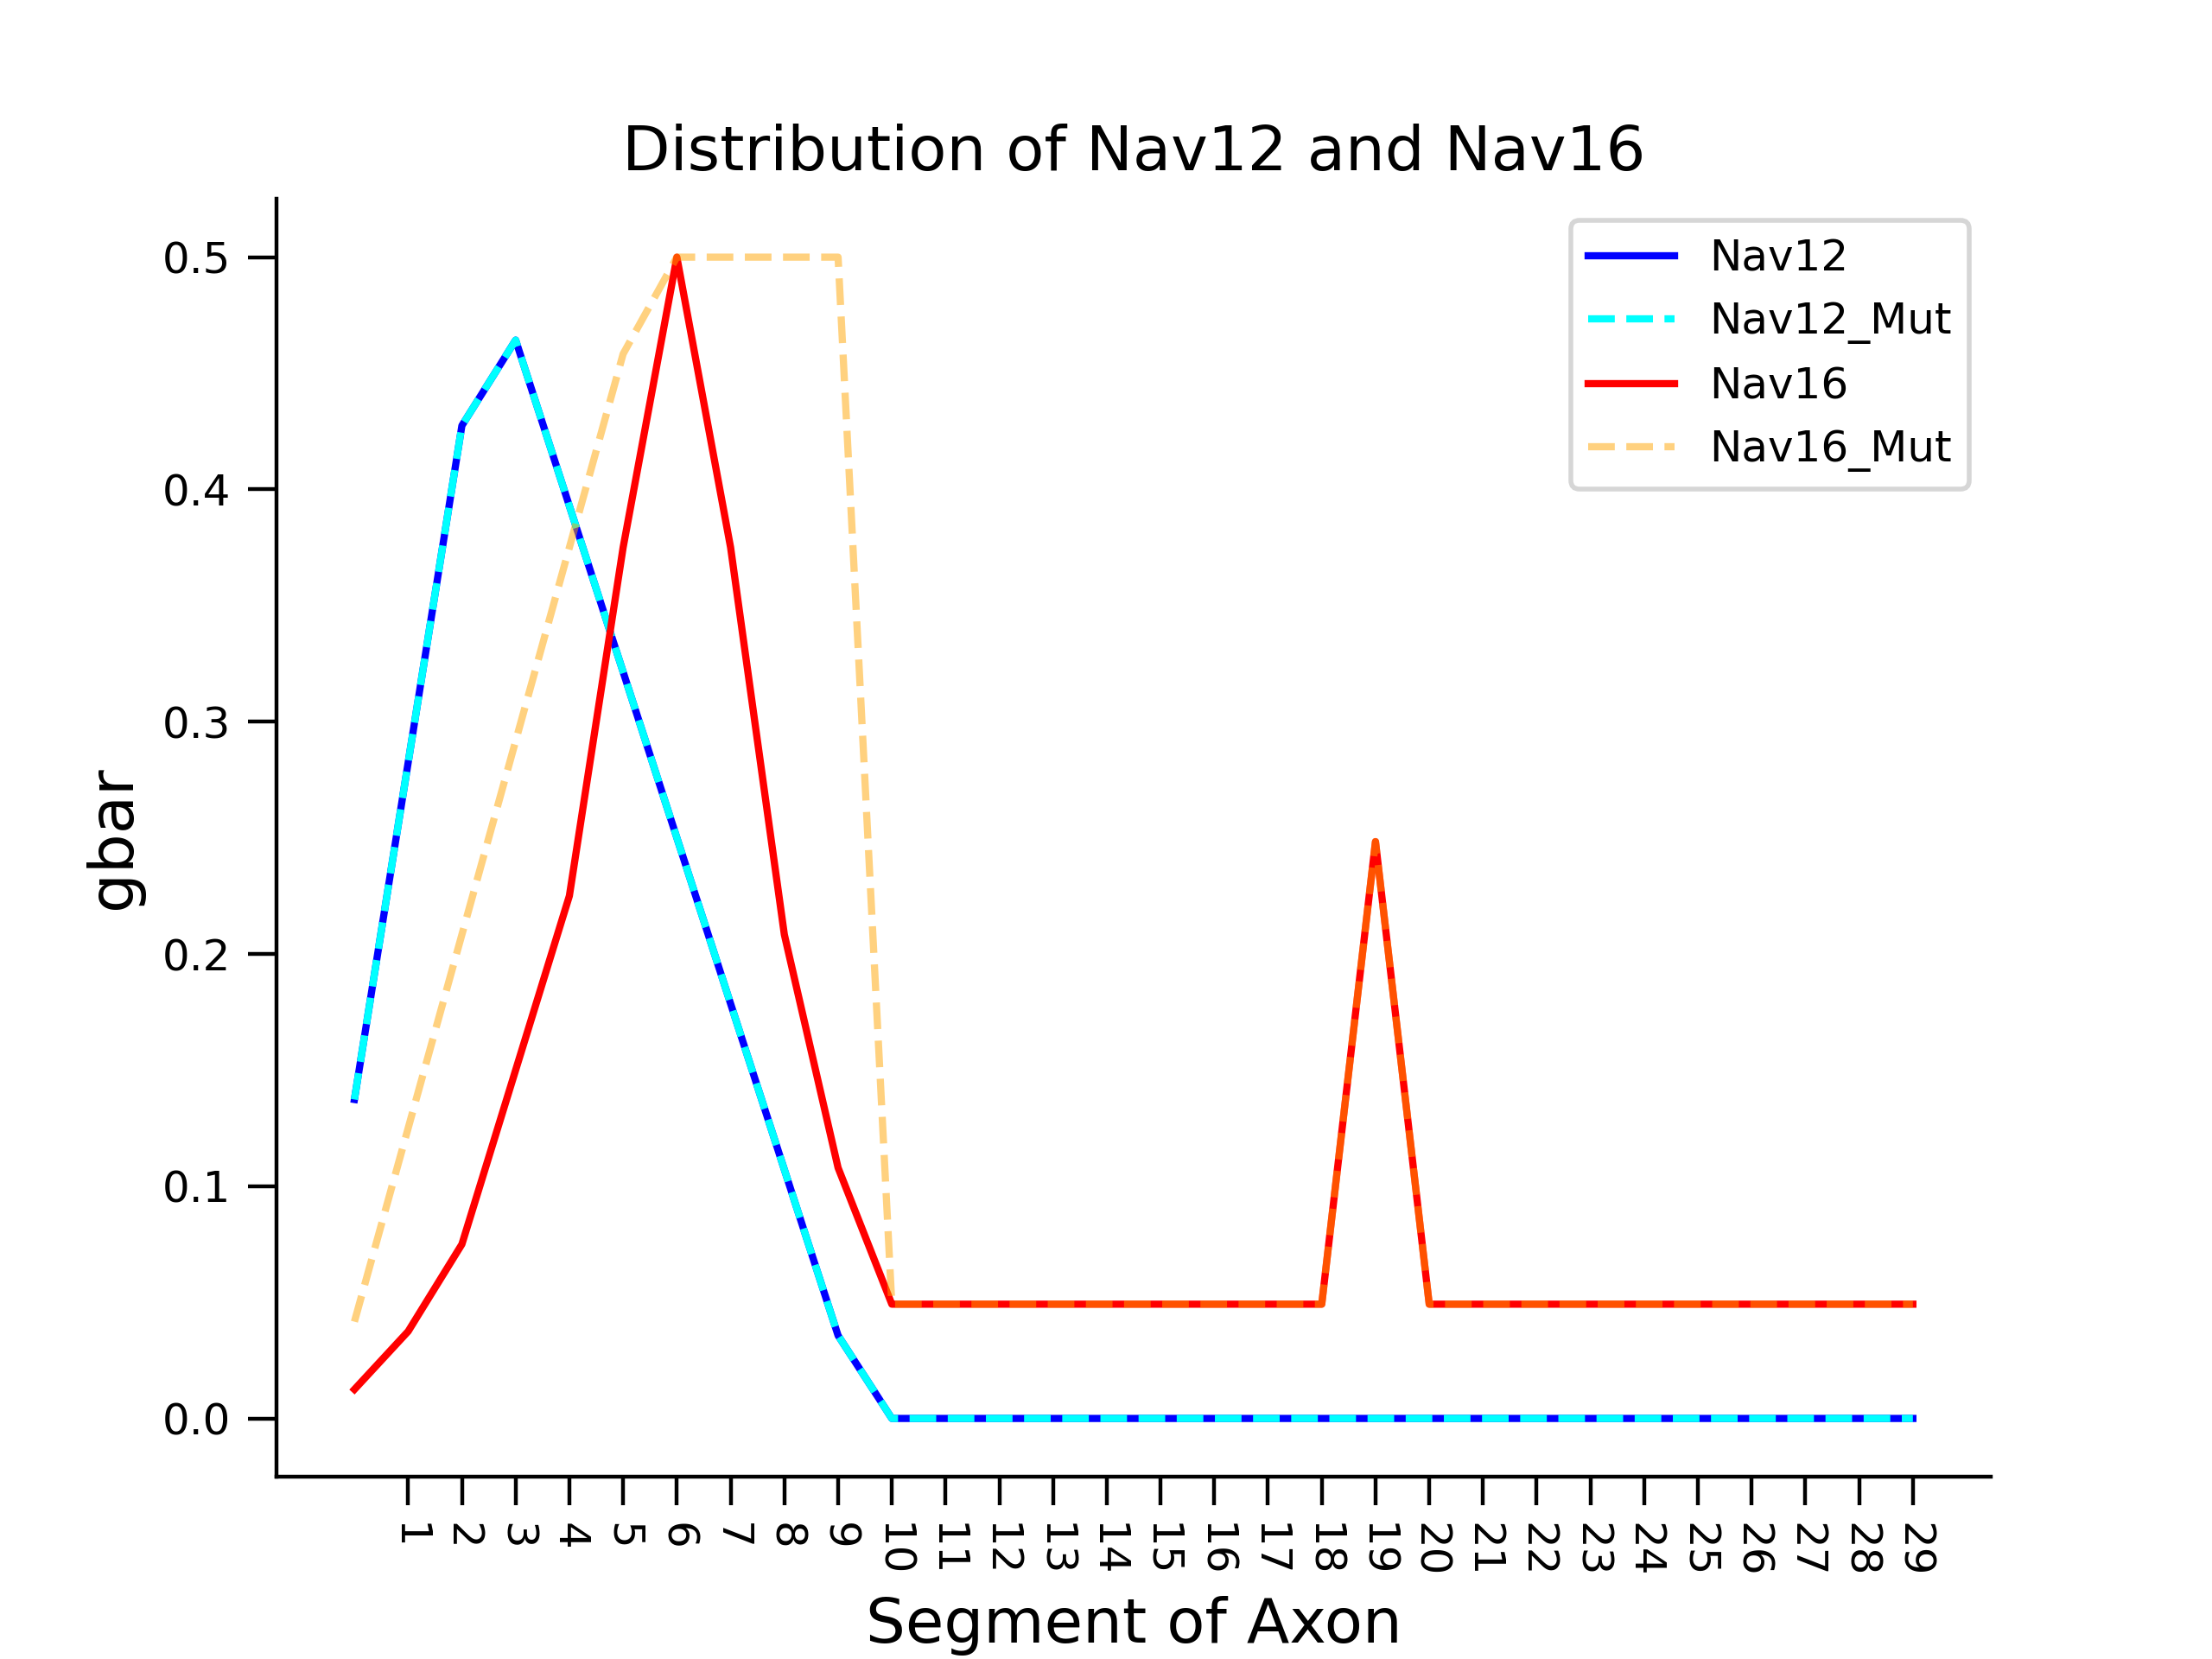 Distribution of Nav12 and Nav16
Nav12
Nav12_Mut
Nav16
Nav16_Mut
0.5
0.4
0.3
0.2
0.1
0.0
gbar
1 2 3 4 5 6 7 8 9 10 11 12 13 14 15 16 17 18 19 20 21 22 23 24 25 26 27 28 29
Segment of Axon